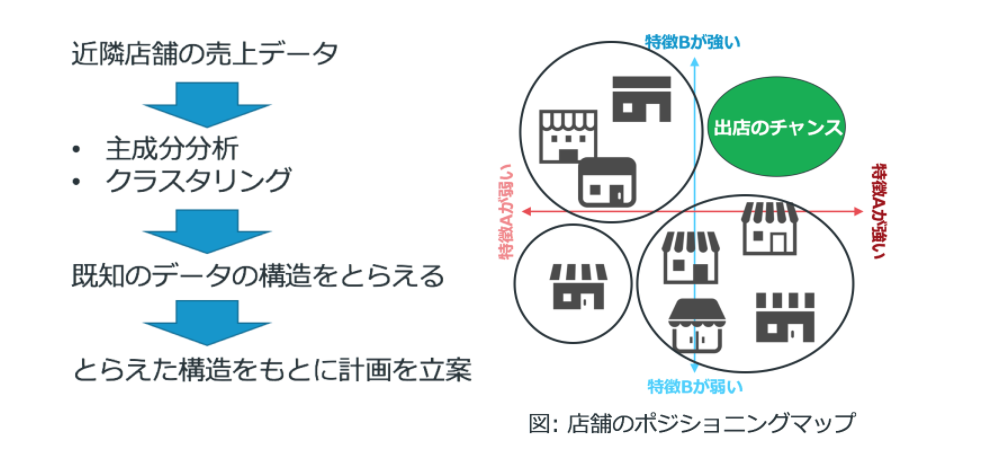 近隣店舗の売上データ
• 主成分分析
• クラスタリング
既知のデータの構造をとらえる
とらえた構造をもとに計画を立案
特徴Bが強い
出店のチャンス
特徴Aが弱い
特徴Aが強い
特徴Bが弱い
図: 店舗のポジショニングマップ